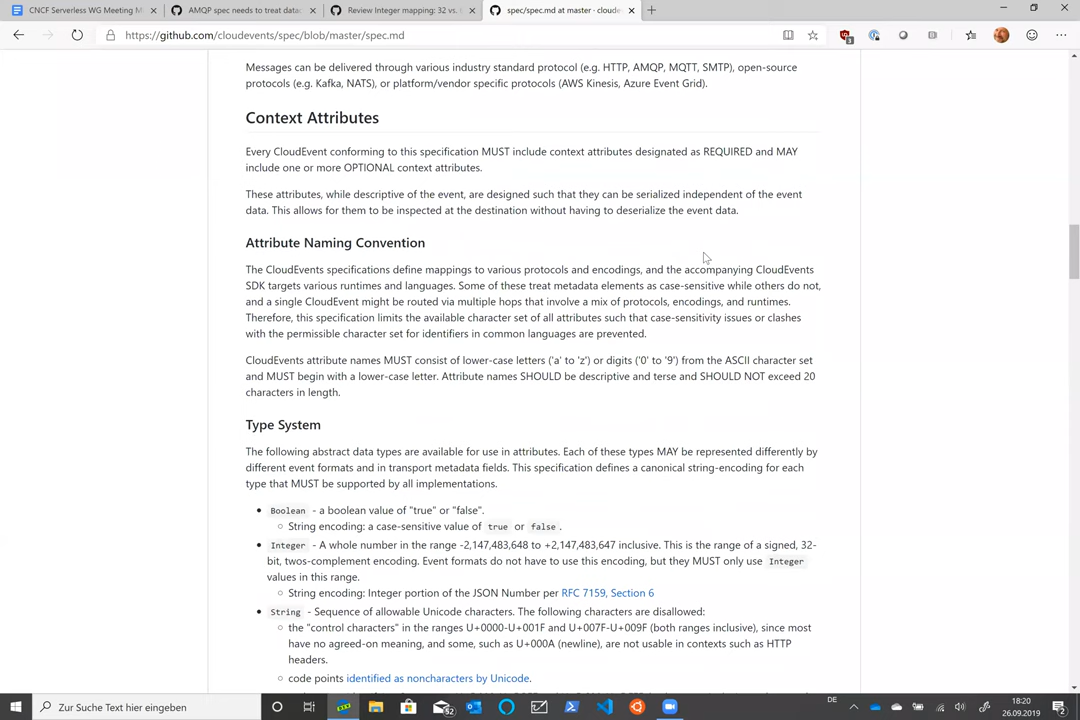 CNCF Serverless WG Meeting M
AMQP spec needs to treat datac
Review Integer mapping: 32 vs.
spec/spec.md at master · cloude
https://github.com/cloudevents/spec/blob/master/spec.md
Messages can be delivered through various industry standard protocol (e.g. HTTP, AMQP, MQTT, SMTP), open-source
protocols (e.g. Kafka, NATS), or platform/vendor specific protocols (AWS Kinesis, Azure Event Grid).
Context Attributes
Every CloudEvent conforming to this specification MUST include context attributes designated as REQUIRED and MAY
include one or more OPTIONAL context attributes.
These attributes, while descriptive of the event, are designed such that they can be serialized independent of the event
data. This allows for them to be inspected at the destination without having to deserialize the event data.
Attribute Naming Convention
The CloudEvents specifications define mappings to various protocols and encodings, and the accompanying CloudEvents
SDK targets various runtimes and languages. Some of these treat metadata elements as case-sensitive while others do not,
and a single CloudEvent might be routed via multiple hops that involve a mix of protocols, encodings, and runtimes.
Therefore, this specification limits the available character set of all attributes such that case-sensitivity issues or clashes
with the permissible character set for identifiers in common languages are prevented.
CloudEvents attribute names MUST consist of lower-case letters ('a' to 'z') or digits ('0' to '9') from the ASCII character set
and MUST begin with a lower-case letter. Attribute names SHOULD be descriptive and terse and SHOULD NOT exceed 20
characters in length.
Type System
The following abstract data types are available for use in attributes. Each of these types MAY be represented differently by
different event formats and in transport metadata fields. This specification defines a canonical string-encoding for each
type that MUST be supported by all implementations.
• Boolean - a boolean value of "true" or "false".
○ String encoding: a case-sensitive value of true or false .
• Integer - A whole number in the range -2,147,483,648 to +2,147,483,647 inclusive. This is the range of a signed, 32-
bit, twos-complement encoding. Event formats do not have to use this encoding, but they MUST only use Integer
values in this range.
○ String encoding: Integer portion of the JSON Number per RFC 7159, Section 6
• String - Sequence of allowable Unicode characters. The following characters are disallowed:
○ the "control characters" in the ranges U+0000-U+001F and U+007F-U+009F (both ranges inclusive), since most
have no agreed-on meaning, and some, such as U+000A (newline), are not usable in contexts such as HTTP
headers.
○ code points identified as noncharacters by Unicode.
Zur Suche Text hier eingeben
52
DE
18:20
26.09.2019
2